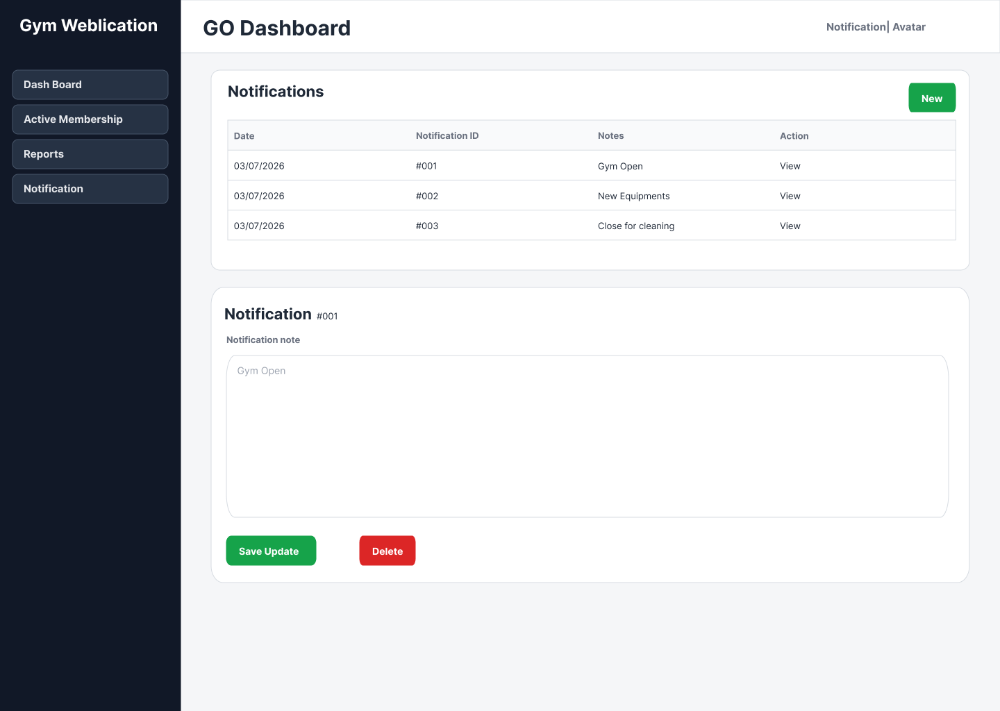 Gym Weblication
Dash Board
Active Membership
Reports
Notification
GO Dashboard
Notification| Avatar
Notifications
New
Date Notification ID Notes Action
03/07/2026 #001 Gym Open View
03/07/2026 #002 New Equipments View
03/07/2026 #003 Close for cleaning View
Notification #001
Notification note
Gym Open
Save Update Delete